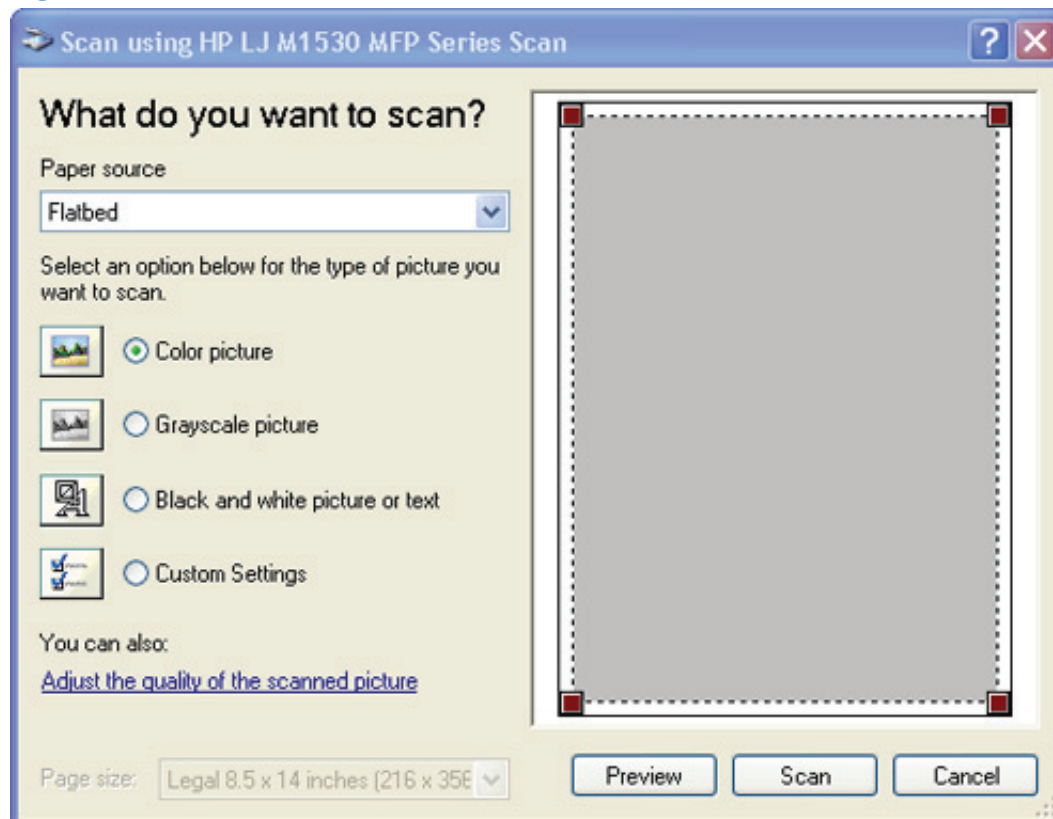 Scan using HP LJ M1530 MFP Series Scan
What do you want to scan?
Paper source
Flatbed
Select an option below for the type of picture you
want to scan.
Color picture
Grayscale picture
Black and white picture or text
Custom Settings
You can also:
Adjust the quality of the scanned picture
Page size: Legal 8.5 x 14 inches (216 x 356
Preview Scan Cancel